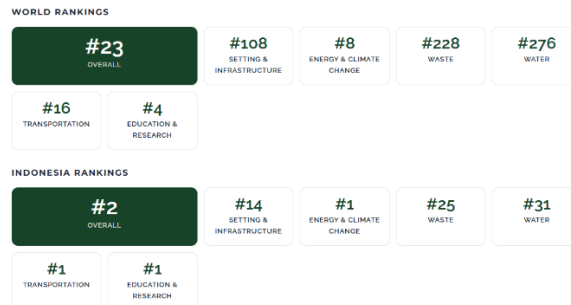 WORLD RANKINGS
#23
OVERALL
#108
SETTING &
INFRASTRUCTURE
#8
ENERGY & CLIMATE
CHANGE
#228
WASTE
#276
WATER
#16
TRANSPORTATION
#4
EDUCATION &
RESEARCH
INDONESIA RANKINGS
#2
OVERALL
#14
SETTING &
INFRASTRUCTURE
#1
ENERGY & CLIMATE
CHANGE
#25
WASTE
#31
WATER
#1
TRANSPORTATION
#1
EDUCATION &
RESEARCH